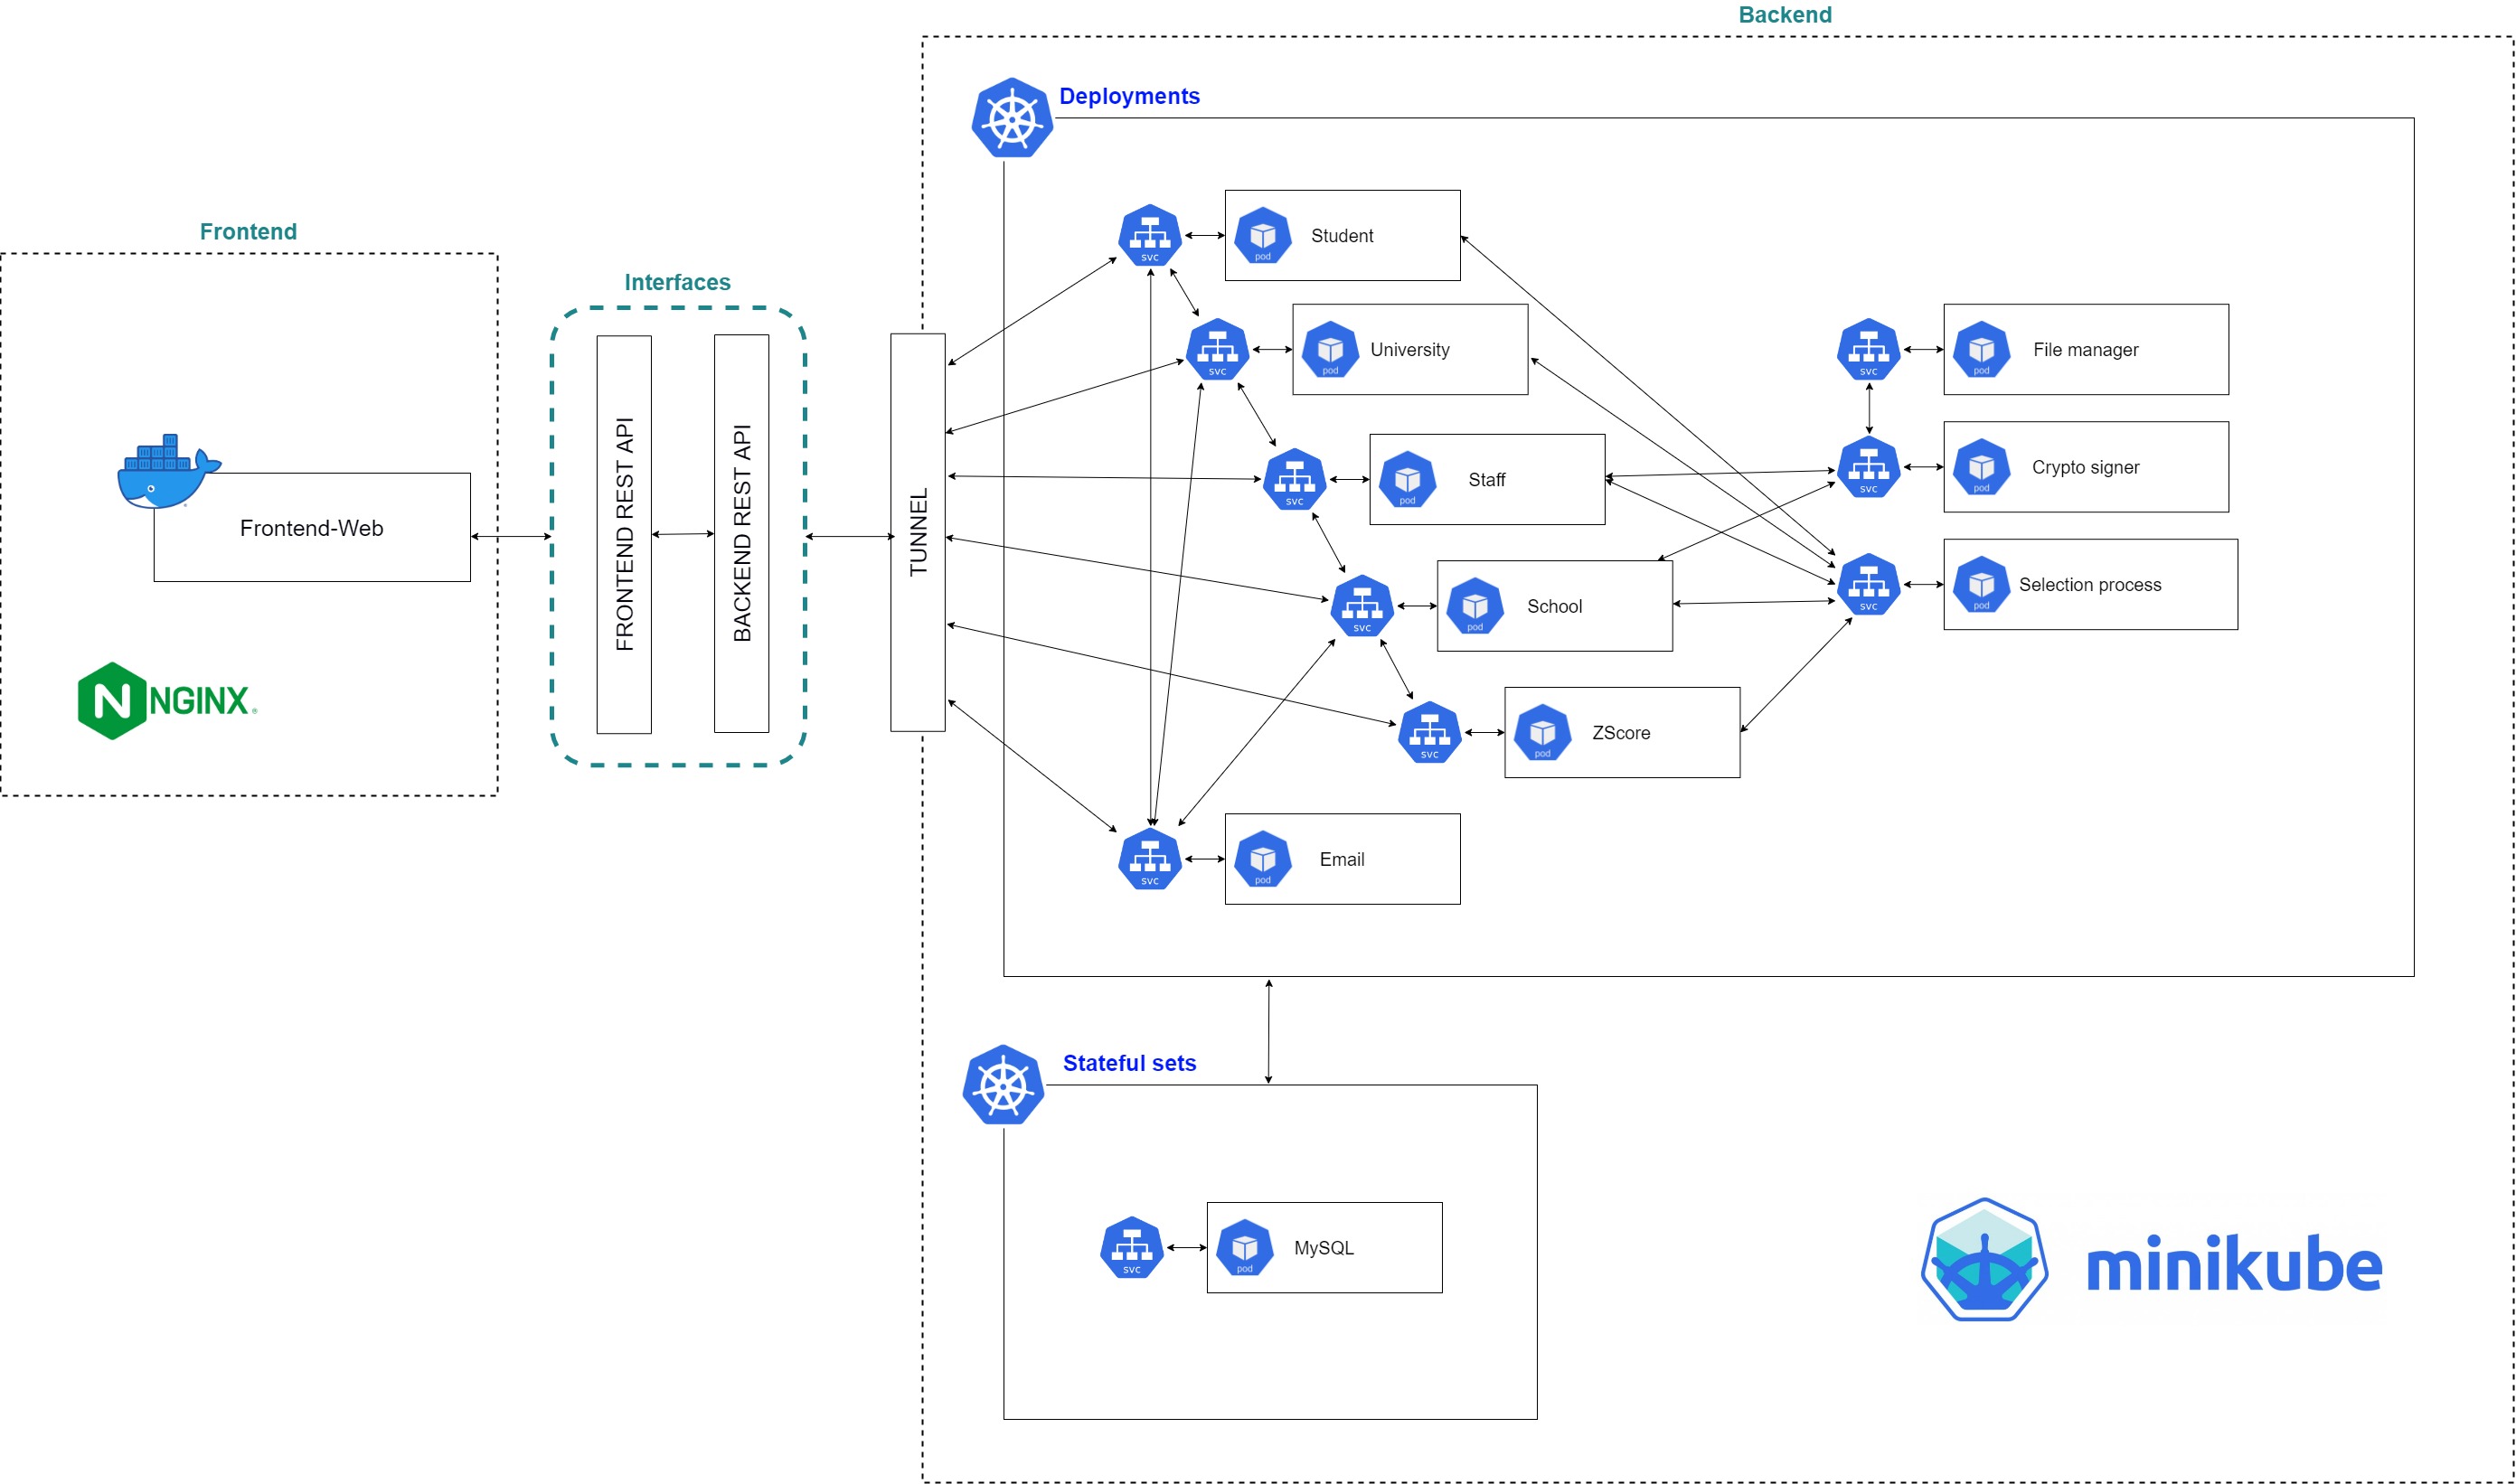 Backend
Deployments
Frontend
Interfaces
svc
pod
Student
svc
pod
University
svc
pod
File manager
FRONTEND REST API
BACKEND REST API
TUNNEL
svc
pod
Staff
svc
pod
Crypto signer
Frontend-Web
svc
pod
School
svc
pod
Selection process
NGINX
svc
pod
ZScore
svc
pod
Email
Stateful sets
svc
pod
MySQL
minikube